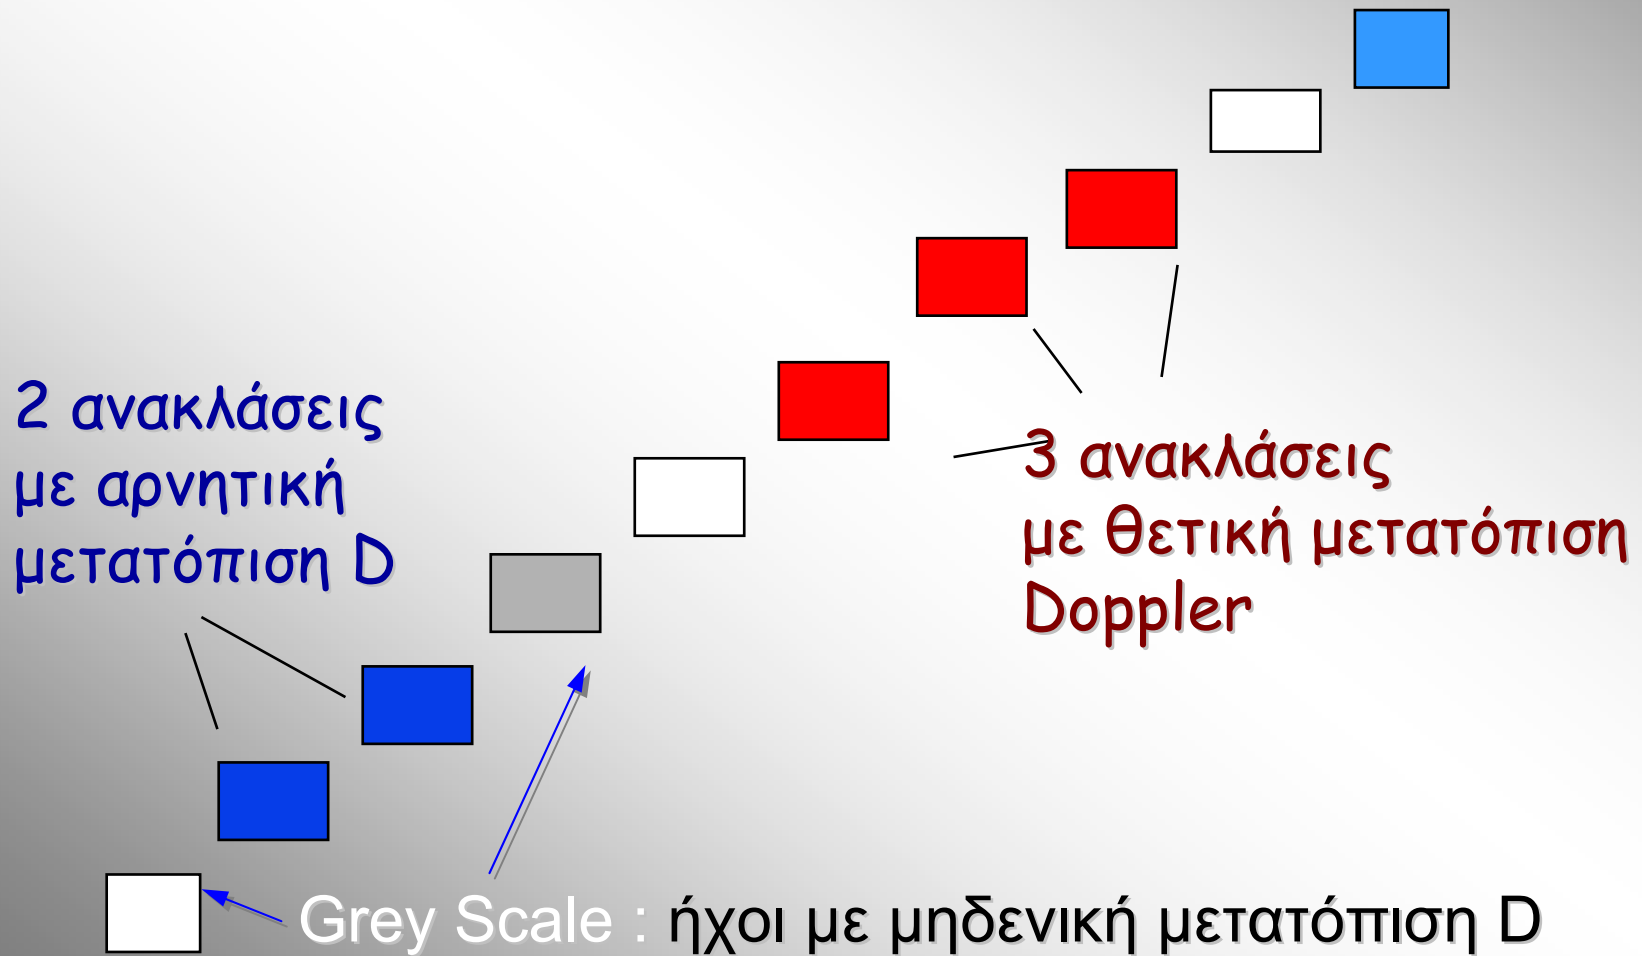 2 ανακλάσεις
με αρνητική
μετατόπιση D
3 ανακλάσεις
με θετική μετατόπιση
Doppler
Grey Scale : ήχοι με μηδενική μετατόπιση D